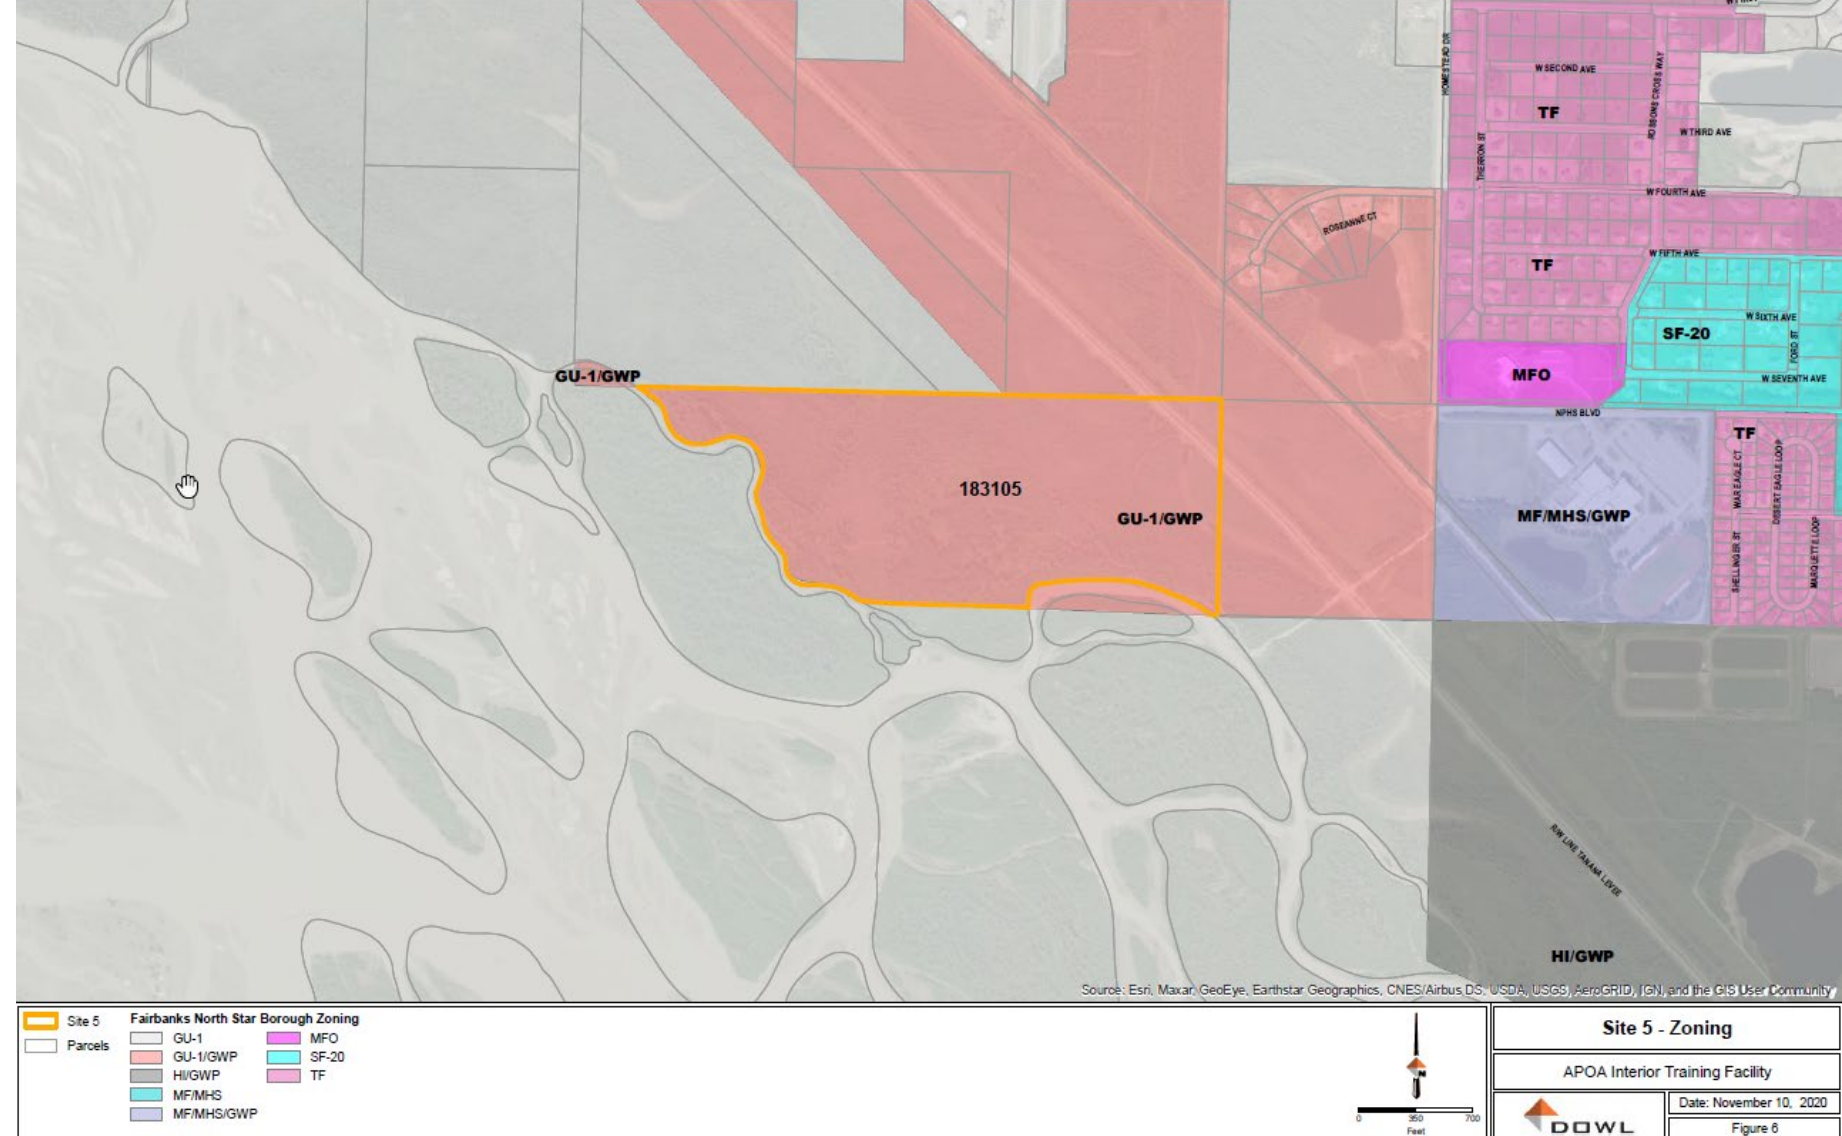 W FIRST
HOMESTEAD DR
W SECOND AVE
ROSSONS CROSS WAY
TF
W THIRD AVE
THERRON ST
W FOURTH AVE
ROSEANNE CT
W FIFTH AVE
TF
W SIXTH AVE
SF-20
FORD ST
GU-1/GWP
MFO
W SEVENTH AVE
NPHS BLVD
TF
183105
GU-1/GWP
MF/MHS/GWP
WAR EAGLE CT
DESERT EAGLE LOOP
SHELLINGER ST
MARQUETTE LOOP
R/W LINE TANANA LEVEE
HI/GWP
Source: Esri, Maxar, GeoEye, Earthstar Geographics, CNES/Airbus DS, USDA, USGS, AeroGRID, IGN, and the GIS User Community
Site 5
Parcels
Fairbanks North Star Borough Zoning
GU-1
GU-1/GWP
HI/GWP
MF/MHS
MF/MHS/GWP
MFO
SF-20
TF
N
0 350 700
Feet
Site 5 - Zoning
APOA Interior Training Facility
DOWL
Date: November 10, 2020
Figure 6